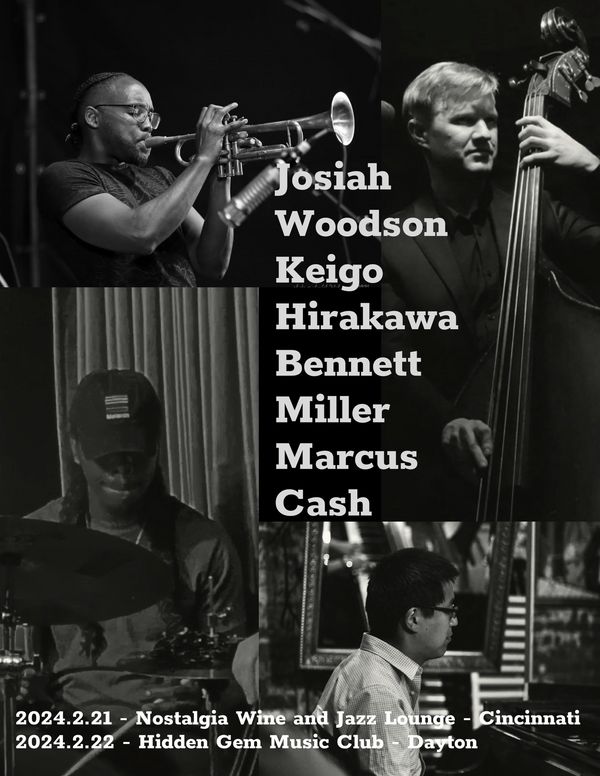 Josiah
Woodson
Keigo
Hirakawa
Bennett
Miller
Marcus
Cash
2024.2.21 - Nostalgia Wine and Jazz Lounge - Cincinnati
2024.2.22 - Hidden Gem Music Club - Dayton